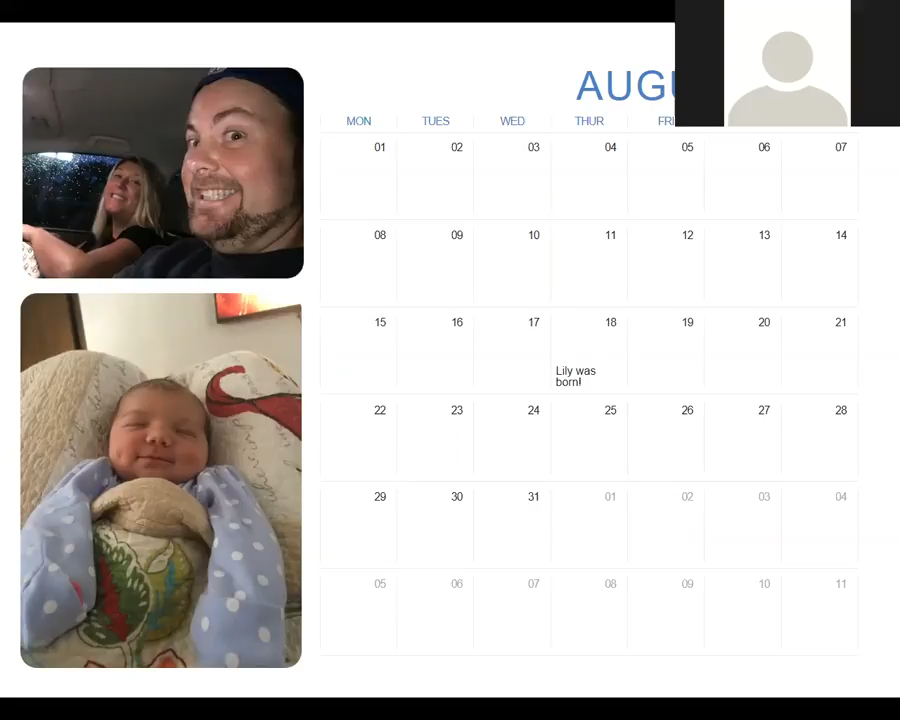 AUGU
MON TUES WED THUR FRI
01 02 03 04 05 06 07
08 09 10 11 12 13 14
15 16 17 18 19 20 21
Lily was
born!
22 23 24 25 26 27 28
29 30 31 01 02 03 04
05 06 07 08 09 10 11